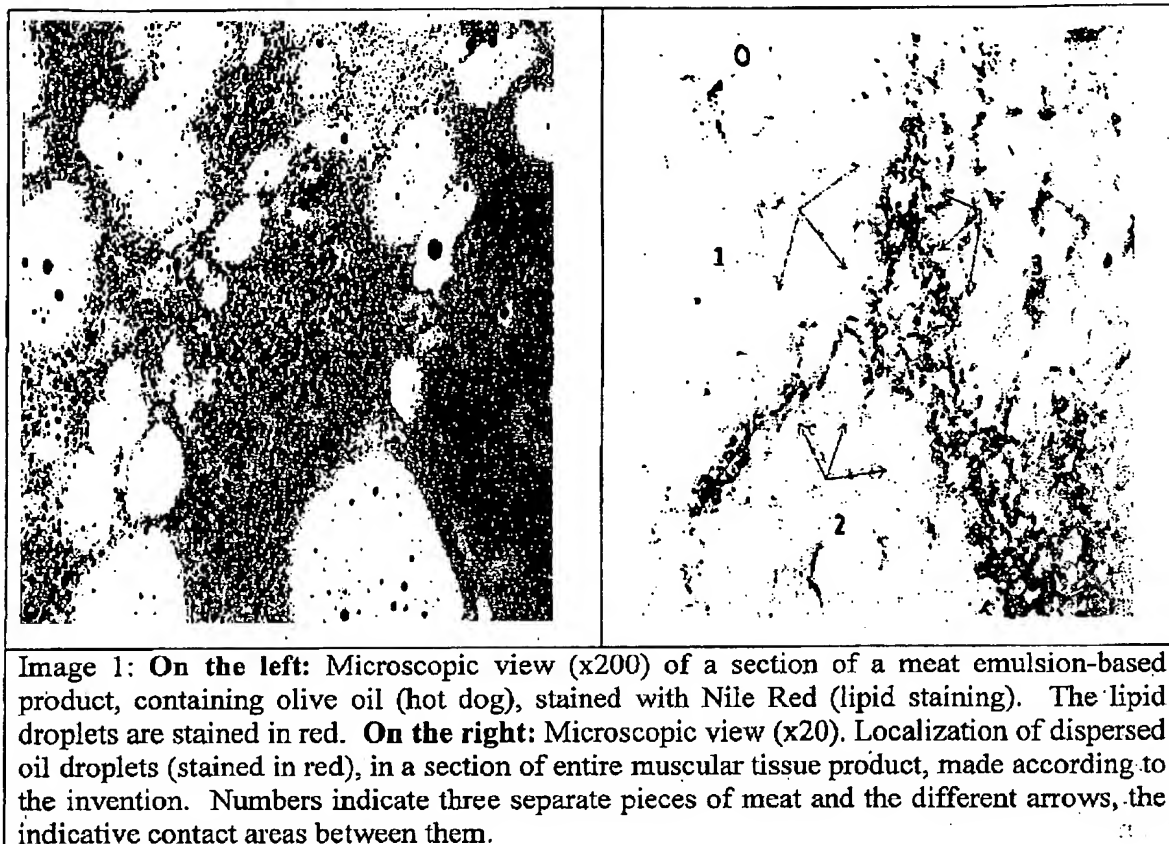 0
1
2
Image 1: On the left: Microscopic view (x200) of a section of a meat emulsion-based
product, containing olive oil (hot dog), stained with Nile Red (lipid staining). The lipid
droplets are stained in red. On the right: Microscopic view (x20). Localization of dispersed
oil droplets (stained in red), in a section of entire muscular tissue product, made according to
the invention. Numbers indicate three separate pieces of meat and the different arrows, the
indicative contact areas between them.